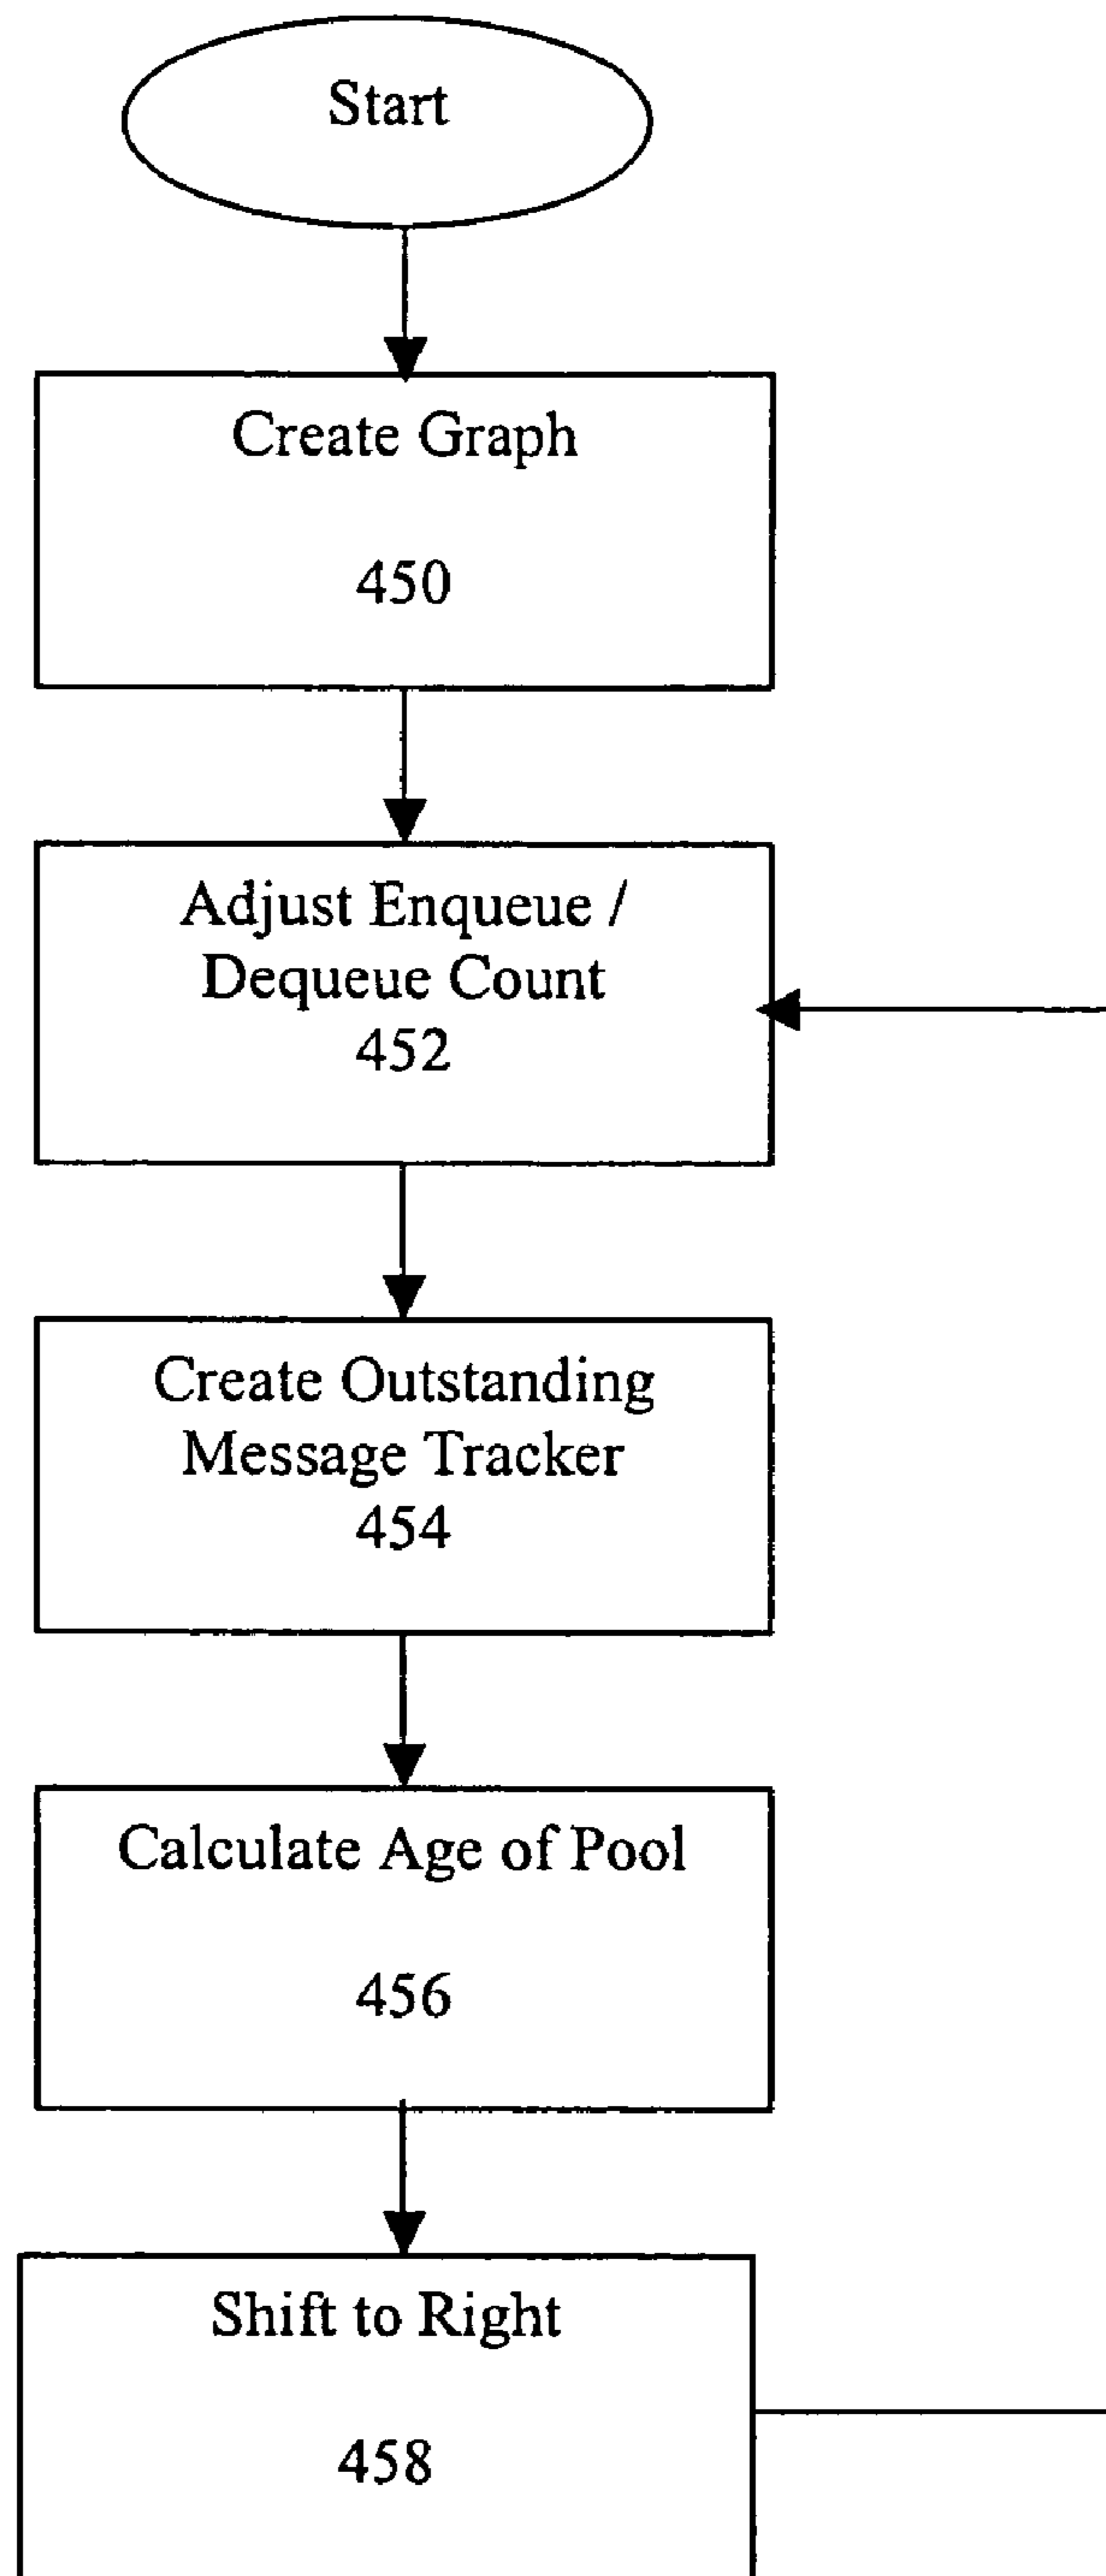 Start
Create Graph
450
Adjust Enqueue /
Dequeue Count
452
Create Outstanding
Message Tracker
454
Calculate Age of Pool
456
Shift to Right
458